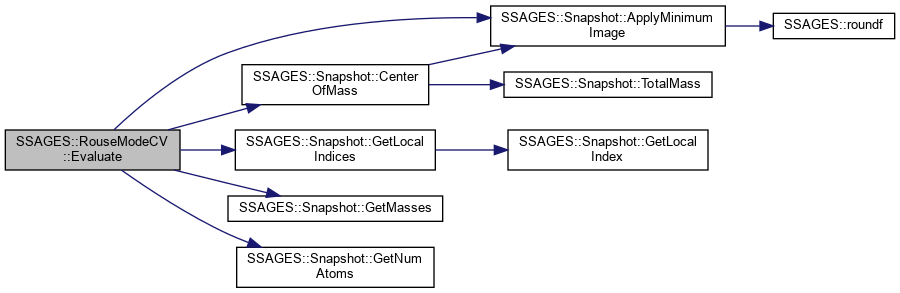 SSAGES::RouseModeCV
::Evaluate
SSAGES::Snapshot::ApplyMinimum
Image
SSAGES::roundf
SSAGES::Snapshot::Center
OfMass
SSAGES::Snapshot::TotalMass
SSAGES::Snapshot::GetLocal
Indices
SSAGES::Snapshot::GetLocal
Index
SSAGES::Snapshot::GetMasses
SSAGES::Snapshot::GetNum
Atoms